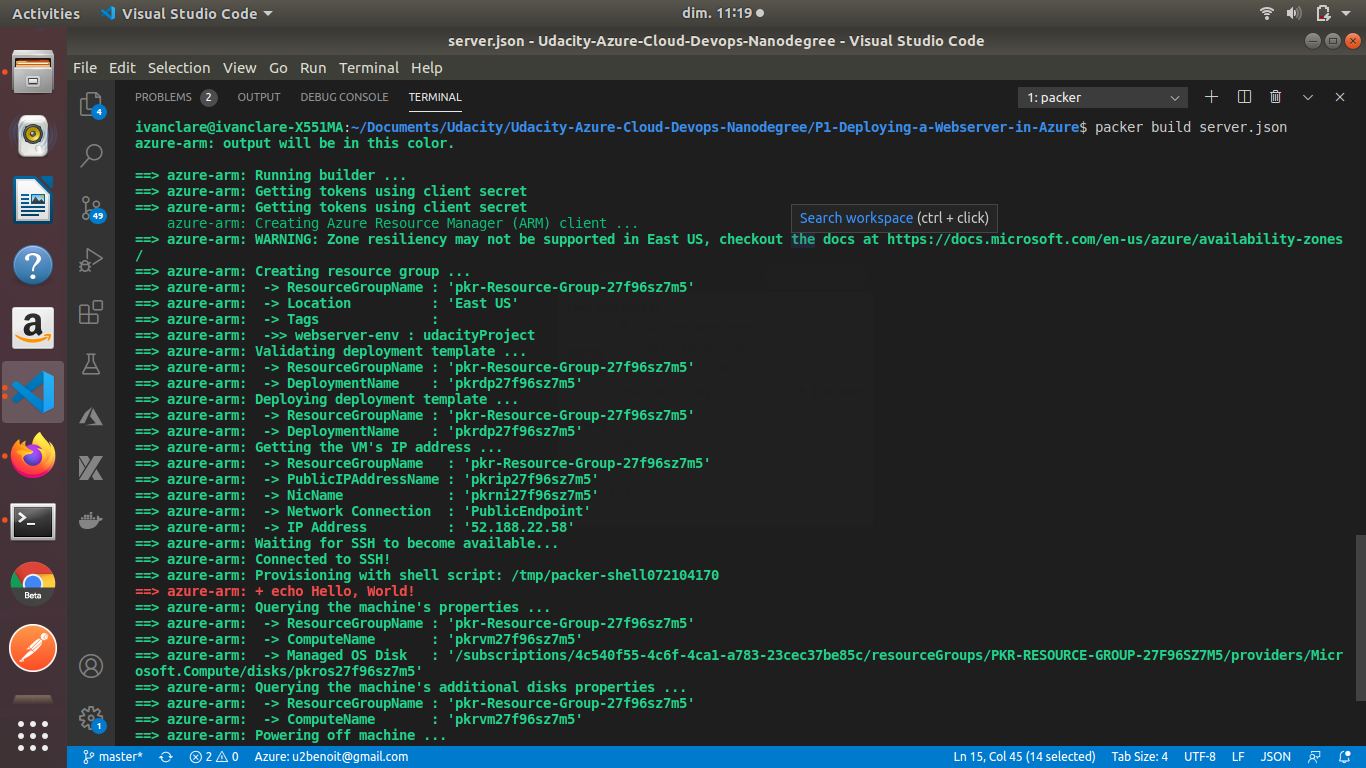 Activities
Visual Studio Code
dim. 11:19
server.json - Udacity-Azure-Cloud-Devops-Nanodegree - Visual Studio Code
File Edit Selection View Go Run Terminal Help
PROBLEMS 2 OUTPUT DEBUG CONSOLE TERMINAL
1: packer
ivanclare@ivanclare-X551MA:~/Documents/Udacity/Udacity-Azure-Cloud-Devops-Nanodegree/P1-Deploying-a-Webserver-in-Azure$ packer build server.json
azure-arm: output will be in this color.
==> azure-arm: Running builder ...
==> azure-arm: Getting tokens using client secret
==> azure-arm: Getting tokens using client secret
azure-arm: Creating Azure Resource Manager (ARM) client ...
Search workspace (ctrl + click)
==> azure-arm: WARNING: Zone resiliency may not be supported in East US, checkout the docs at https://docs.microsoft.com/en-us/azure/availability-zones
/
==> azure-arm: Creating resource group ...
==> azure-arm:  -> ResourceGroupName : 'pkr-Resource-Group-27f96sz7m5'
==> azure-arm:  -> Location          : 'East US'
==> azure-arm:  -> Tags              :
==> azure-arm:  ->> webserver-env : udacityProject
==> azure-arm: Validating deployment template ...
==> azure-arm:  -> ResourceGroupName : 'pkr-Resource-Group-27f96sz7m5'
==> azure-arm:  -> DeploymentName    : 'pkrdp27f96sz7m5'
==> azure-arm: Deploying deployment template ...
==> azure-arm:  -> ResourceGroupName : 'pkr-Resource-Group-27f96sz7m5'
==> azure-arm:  -> DeploymentName    : 'pkrdp27f96sz7m5'
==> azure-arm: Getting the VM's IP address ...
==> azure-arm:  -> ResourceGroupName   : 'pkr-Resource-Group-27f96sz7m5'
==> azure-arm:  -> PublicIPAddressName : 'pkrip27f96sz7m5'
==> azure-arm:  -> NicName             : 'pkrni27f96sz7m5'
==> azure-arm:  -> Network Connection  : 'PublicEndpoint'
==> azure-arm:  -> IP Address          : '52.188.22.58'
==> azure-arm: Waiting for SSH to become available...
==> azure-arm: Connected to SSH!
==> azure-arm: Provisioning with shell script: /tmp/packer-shell072104170
==> azure-arm: + echo Hello, World!
==> azure-arm: Querying the machine's properties ...
==> azure-arm:  -> ResourceGroupName : 'pkr-Resource-Group-27f96sz7m5'
==> azure-arm:  -> ComputeName       : 'pkrvm27f96sz7m5'
==> azure-arm:  -> Managed OS Disk   : '/subscriptions/4c540f55-4c6f-4ca1-a783-23cec37be85c/resourceGroups/PKR-RESOURCE-GROUP-27F96SZ7M5/providers/Micr
osoft.Compute/disks/pkros27f96sz7m5'
==> azure-arm: Querying the machine's additional disks properties ...
==> azure-arm:  -> ResourceGroupName : 'pkr-Resource-Group-27f96sz7m5'
==> azure-arm:  -> ComputeName       : 'pkrvm27f96sz7m5'
==> azure-arm: Powering off machine ...
4
49
1
Beta
master* 2 0 Azure: u2benoit@gmail.com
Ln 15, Col 45 (14 selected) Tab Size: 4 UTF-8 LF JSON